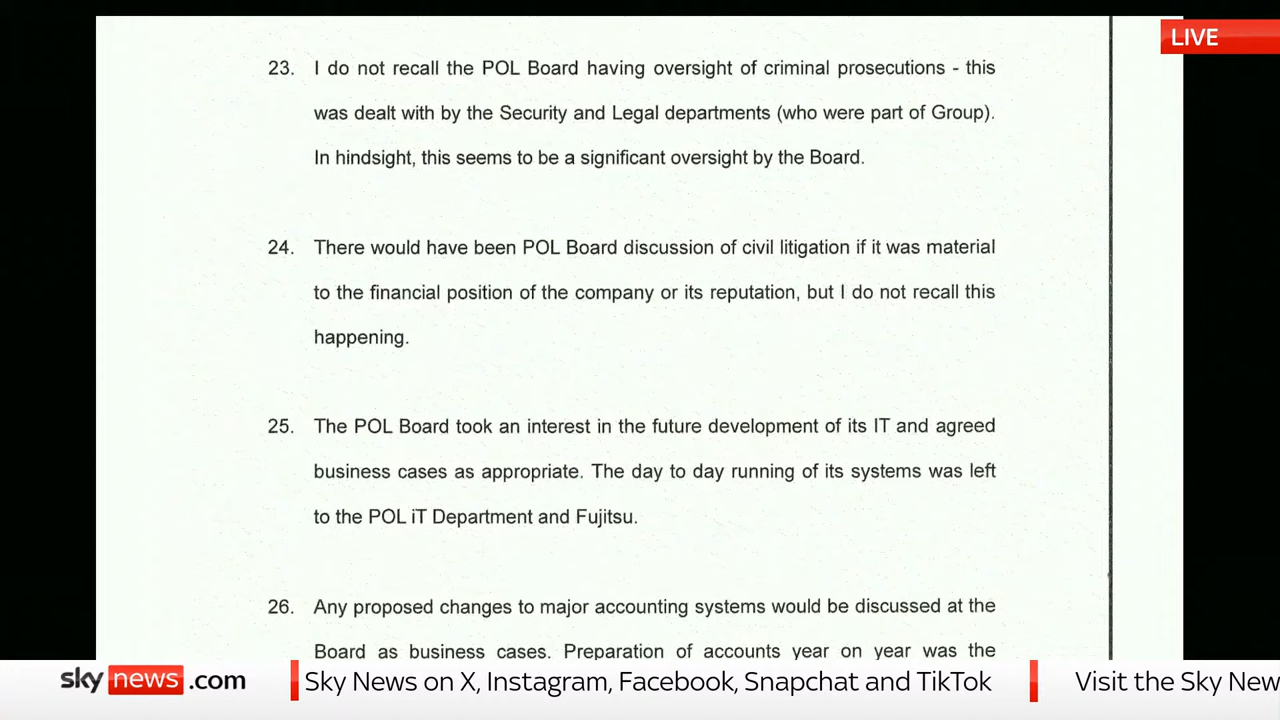 LIVE
23. I do not recall the POL Board having oversight of criminal prosecutions - this
was dealt with by the Security and Legal departments (who were part of Group).
In hindsight, this seems to be a significant oversight by the Board.
24. There would have been POL Board discussion of civil litigation if it was material
to the financial position of the company or its reputation, but I do not recall this
happening.
25. The POL Board took an interest in the future development of its IT and agreed
business cases as appropriate. The day to day running of its systems was left
to the POL iT Department and Fujitsu.
26. Any proposed changes to major accounting systems would be discussed at the
Board as business cases. Preparation of accounts year on year was the
sky news .com Sky News on X, Instagram, Facebook, Snapchat and TikTok Visit the Sky New